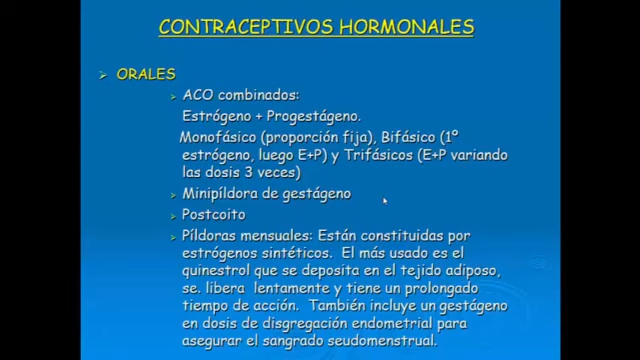 CONTRACEPTIVOS HORMONALES
ORALES
ACO combinados:
Estrógeno + Progestágeno.
Monofásico (proporción fija), Bifásico (1º
estrógeno, luego E+P) y Trifásicos (E+P variando
las dosis 3 veces)
Minipíldora de gestágeno
Postcoito
Píldoras mensuales: Están constituidas por
estrógenos sintéticos. El más usado es el
quinestrol que se deposita en el tejido adiposo,
se. libera lentamente y tiene un prolongado
tiempo de acción. También incluye un gestágeno
en dosis de disgregación endometrial para
asegurar el sangrado seudomenstrual.